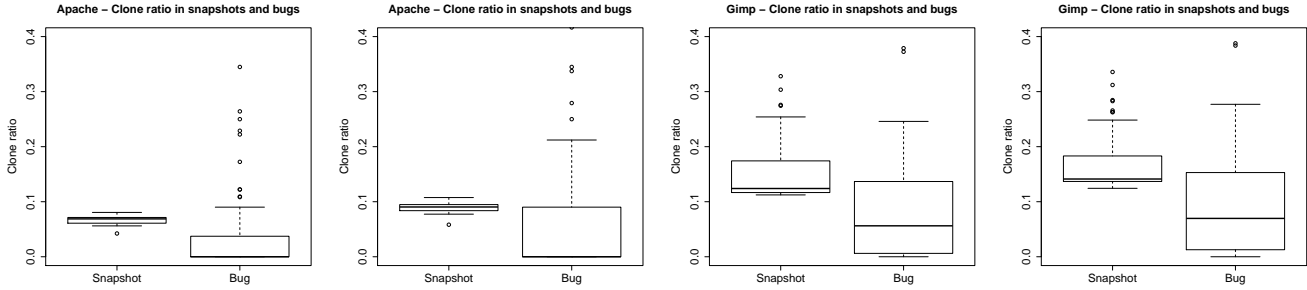 Apache − Clone ratio in snapshots and bugs
Clone ratio
0.4
0.3
0.2
0.1
0.0
Snapshot Bug
Apache − Clone ratio in snapshots and bugs
Clone ratio
0.4
0.3
0.2
0.1
0.0
Snapshot Bug
Gimp − Clone ratio in snapshots and bugs
Clone ratio
0.4
0.3
0.2
0.1
0.0
Snapshot Bug
Gimp − Clone ratio in snapshots and bugs
Clone ratio
0.4
0.3
0.2
0.1
0.0
Snapshot Bug